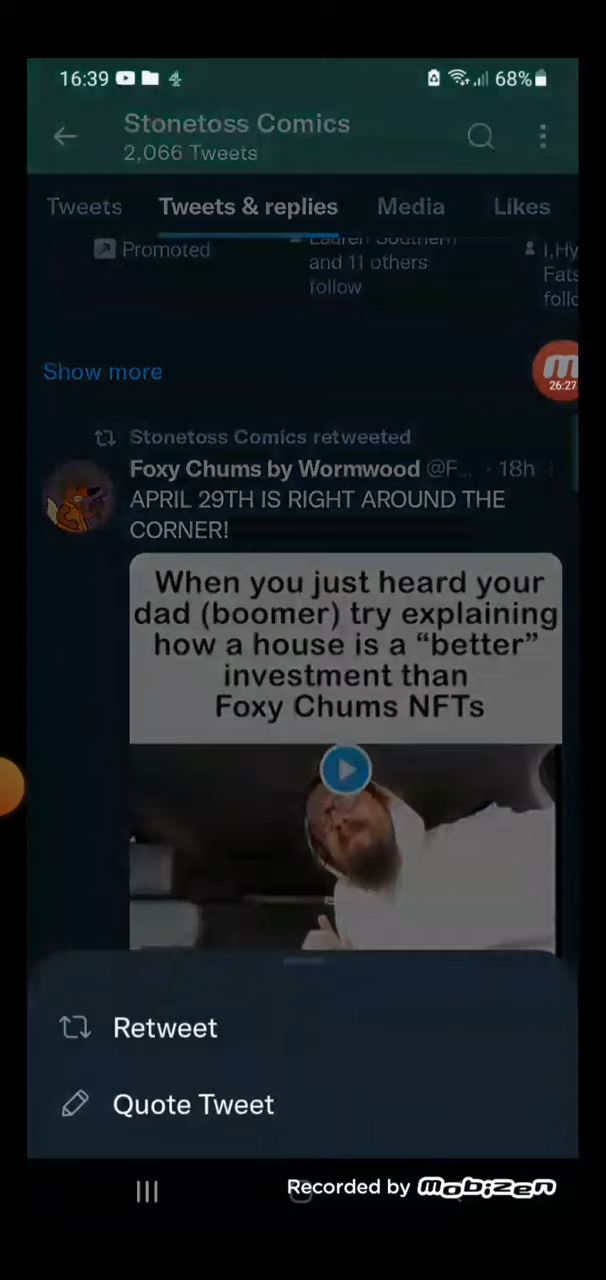 16:39 68%
Stonetoss Comics
2,066 Tweets
Tweets Tweets & replies Media Likes
Promoted Lauren Southern
and 11 others
follow
Show more
26:27
Stonetoss Comics retweeted
Foxy Chums by Wormwood @F... · 18h
APRIL 29TH IS RIGHT AROUND THE
CORNER!
When you just heard your
dad (boomer) try explaining
how a house is a “better”
investment than
Foxy Chums NFTs
Retweet
Quote Tweet
Recorded by mobizen